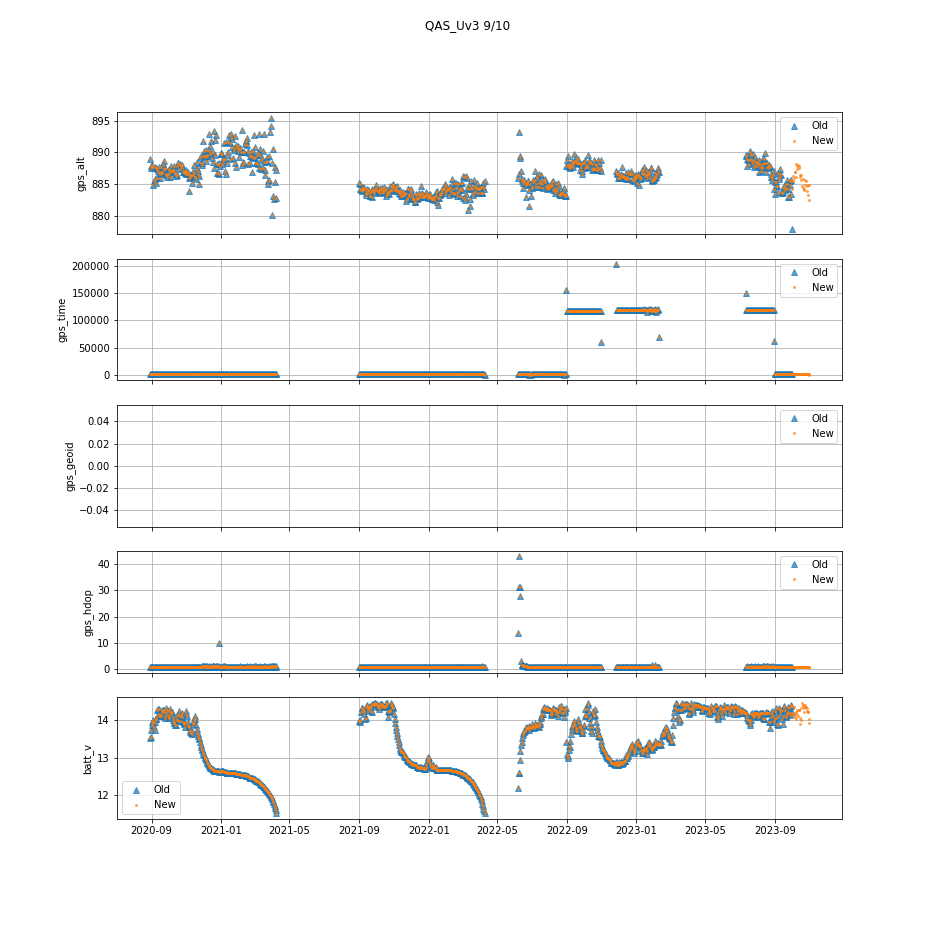 QAS_Uv3 9/10
895
890
885
880
gps_alt
Old
New
200000
150000
100000
50000
0
gps_time
Old
New
0.04
0.02
0.00
−0.02
−0.04
gps_geoid
Old
New
40
30
20
10
0
gps_hdop
Old
New
14
13
12
batt_v
Old
New
2020-09 2021-01 2021-05 2021-09 2022-01 2022-05 2022-09 2023-01 2023-05 2023-09